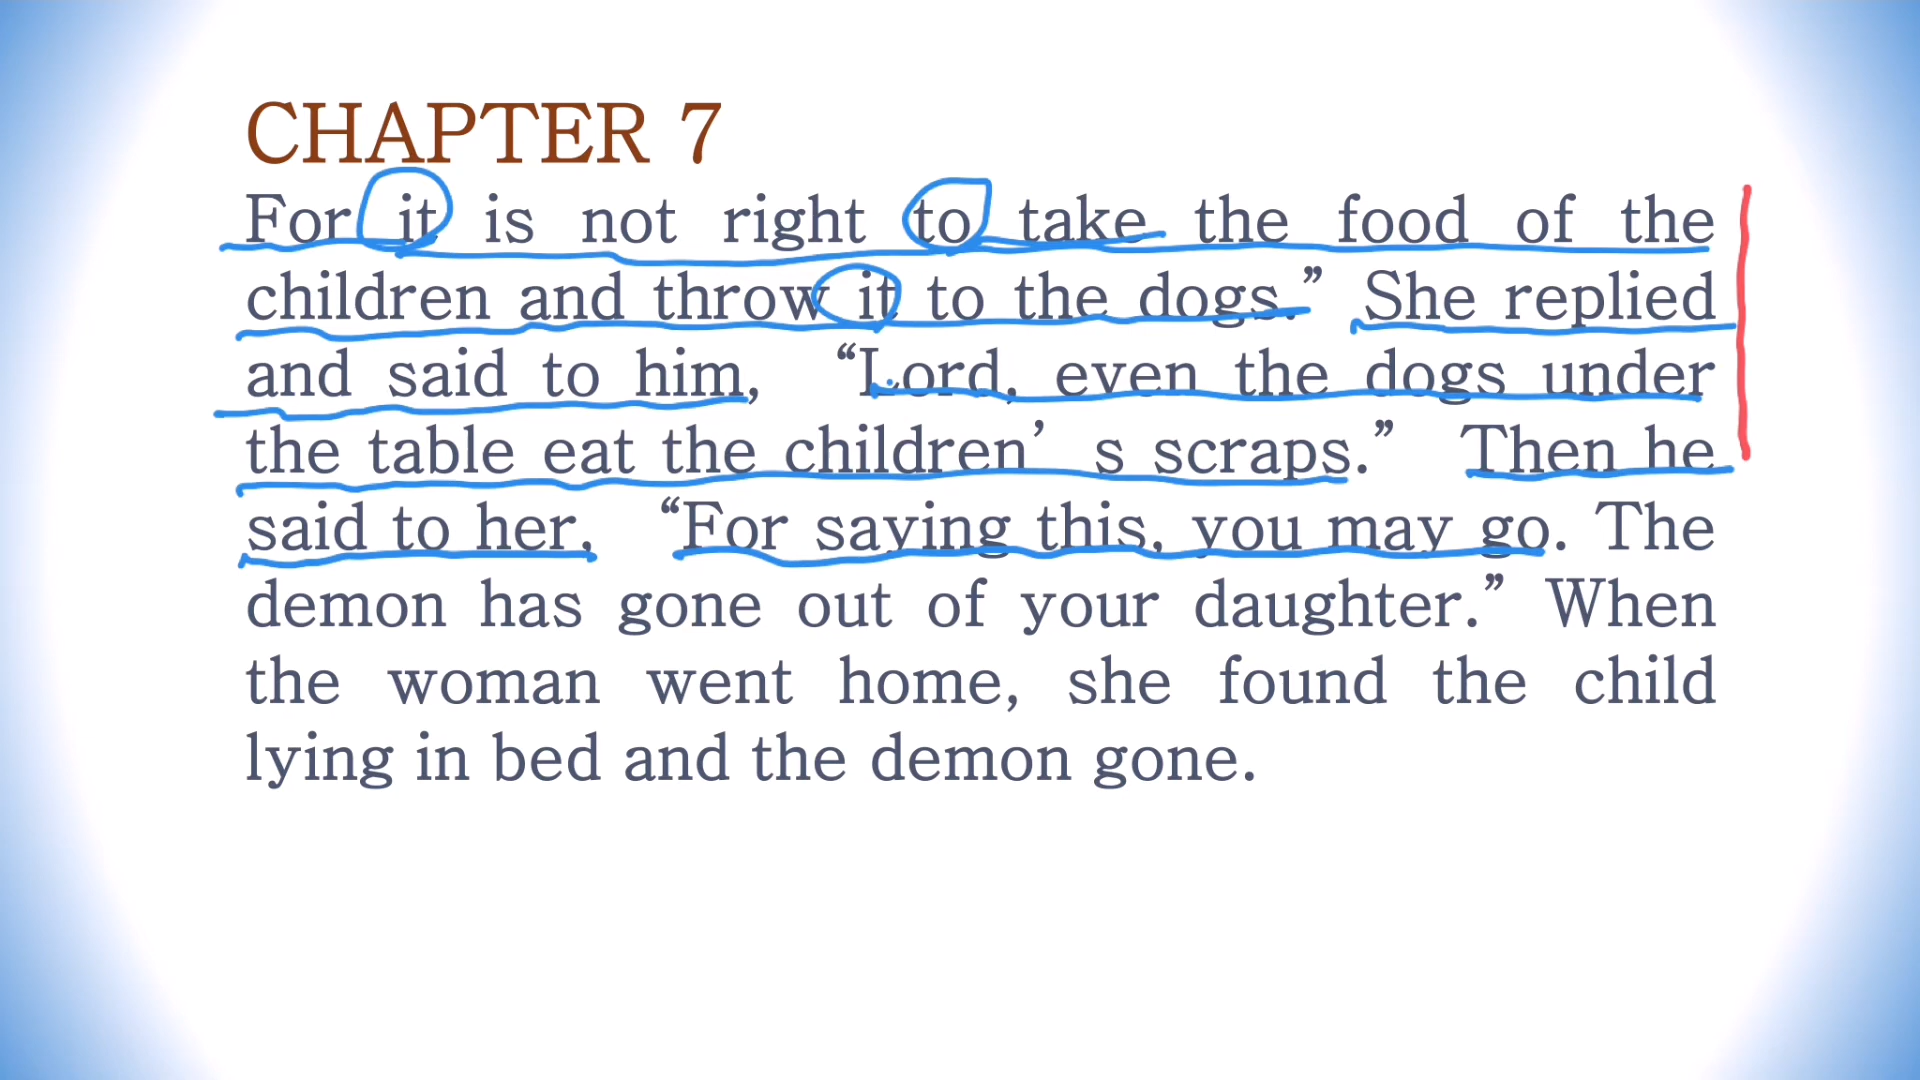 CHAPTER 7
For it is not right to take the food of the
children and throw it to the dogs.” She replied
and said to him, “Lord, even the dogs under
the table eat the children’ s scraps.” Then he
said to her, “For saying this, you may go. The
demon has gone out of your daughter.” When
the woman went home, she found the child
lying in bed and the demon gone.